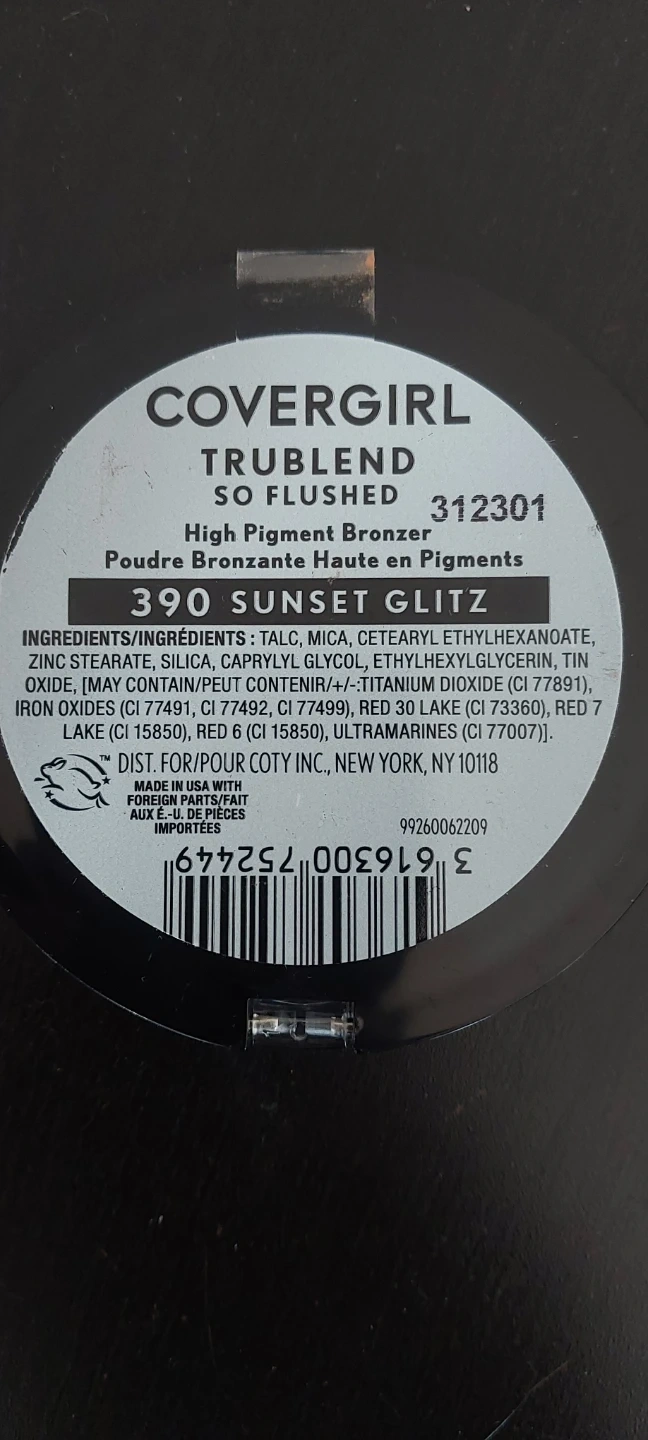 COVERGIRL
TRUBLEND
SO FLUSHED
312301
High Pigment Bronzer
Poudre Bronzante Haute en Pigments
390 SUNSET GLITZ
INGREDIENTS/INGRÉDIENTS : TALC, MICA, CETEARYL ETHYLHEXANOATE,
ZINC STEARATE, SILICA, CAPRYLYL GLYCOL, ETHYLHEXYLGLYCERIN, TIN
OXIDE, [MAY CONTAIN/PEUT CONTENIR/+/-:TITANIUM DIOXIDE (CI 77891),
IRON OXIDES (CI 77491, CI 77492, CI 77499), RED 30 LAKE (CI 73360), RED 7
LAKE (CI 15850), RED 6 (CI 15850), ULTRAMARINES (CI 77007)].
™ DIST. FOR/POUR COTY INC., NEW YORK, NY 10118
MADE IN USA WITH
FOREIGN PARTS/FAIT
AUX É.-U. DE PIÈCES
IMPORTÉES
99260062209
3 616300 752449